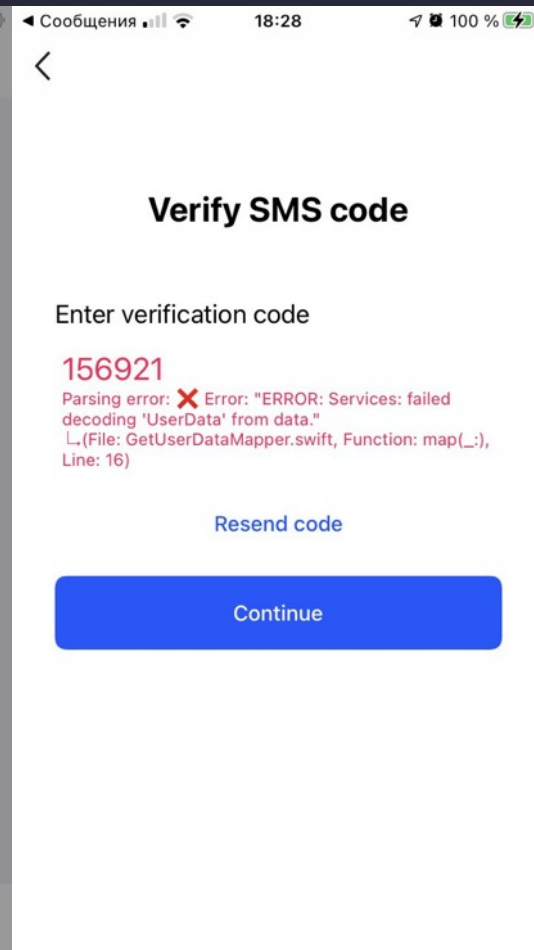 ◀ Сообщения 18:28 100 %
Verify SMS code
Enter verification code
156921
Parsing error: ❌ Error: "ERROR: Services: failed
decoding 'UserData' from data."
╰→(File: GetUserDataMapper.swift, Function: map(_:),
Line: 16)
Resend code
Continue